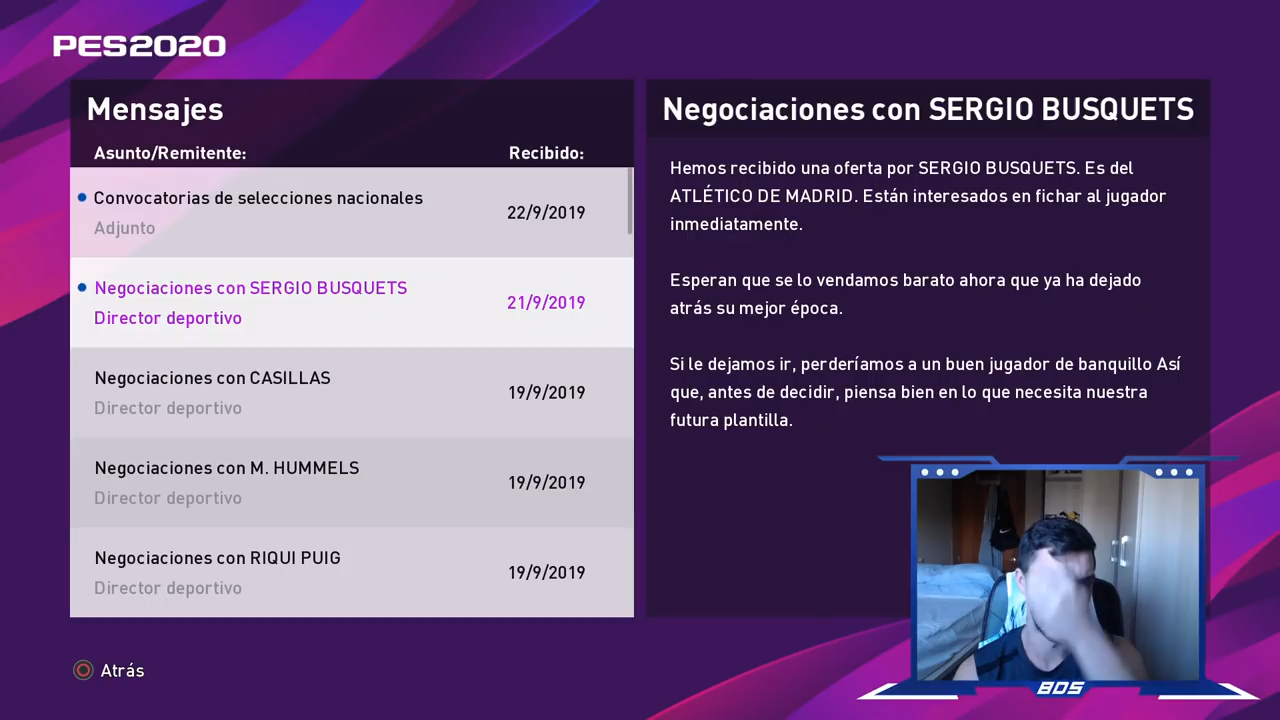 PES2020
Mensajes
Asunto/Remitente:
Recibido:
Convocatorias de selecciones nacionales
Adjunto
22/9/2019
Negociaciones con SERGIO BUSQUETS
Director deportivo
21/9/2019
Negociaciones con CASILLAS
Director deportivo
19/9/2019
Negociaciones con M. HUMMELS
Director deportivo
19/9/2019
Negociaciones con RIQUI PUIG
Director deportivo
19/9/2019
Atrás
Negociaciones con SERGIO BUSQUETS
Hemos recibido una oferta por SERGIO BUSQUETS. Es del
ATLÉTICO DE MADRID. Están interesados en fichar al jugador
inmediatamente.
Esperan que se lo vendamos barato ahora que ya ha dejado
atrás su mejor época.
Si le dejamos ir, perderíamos a un buen jugador de banquillo Así
que, antes de decidir, piensa bien en lo que necesita nuestra
futura plantilla.
BDS